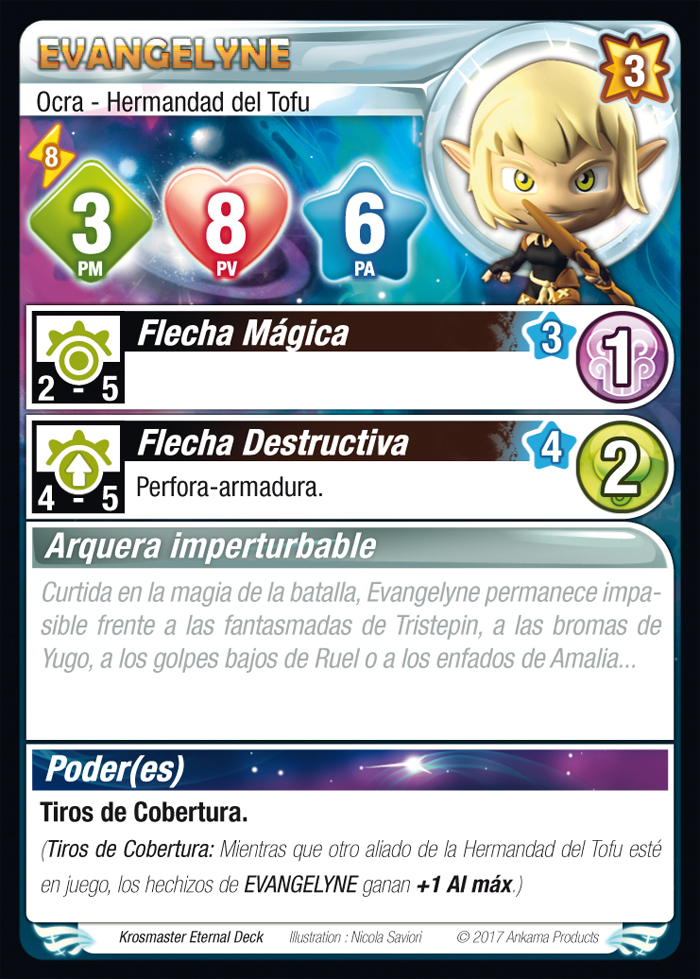 EVANGELYNE
3
Ocra - Hermandad del Tofu
8
3
PM
8
PV
6
PA
Flecha Mágica
3
1
2 - 5
Flecha Destructiva
4
2
4 - 5
Perfora-armadura.
Arquera imperturbable
Curtida en la magia de la batalla, Evangelyne permanece impa-
sible frente a las fantasmadas de Tristepin, a las bromas de
Yugo, a los golpes bajos de Ruel o a los enfados de Amalia...
Poder(es)
Tiros de Cobertura.
(Tiros de Cobertura: Mientras que otro aliado de la Hermandad del Tofu esté
en juego, los hechizos de EVANGELYNE ganan +1 Al máx.)
Krosmaster Eternal Deck Illustration : Nicola Saviori © 2017 Ankama Products